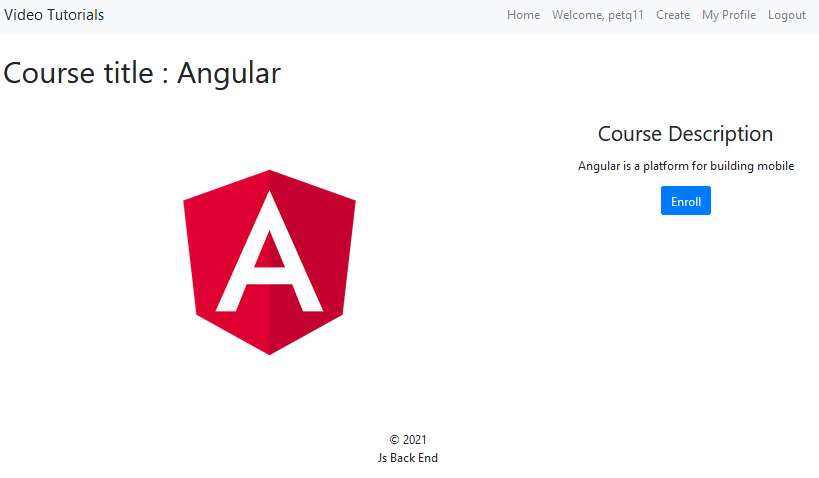 Video Tutorials Home Welcome, petq11 Create My Profile Logout
Course title : Angular
A
Course Description
Angular is a platform for building mobile
Enroll
© 2021
Js Back End